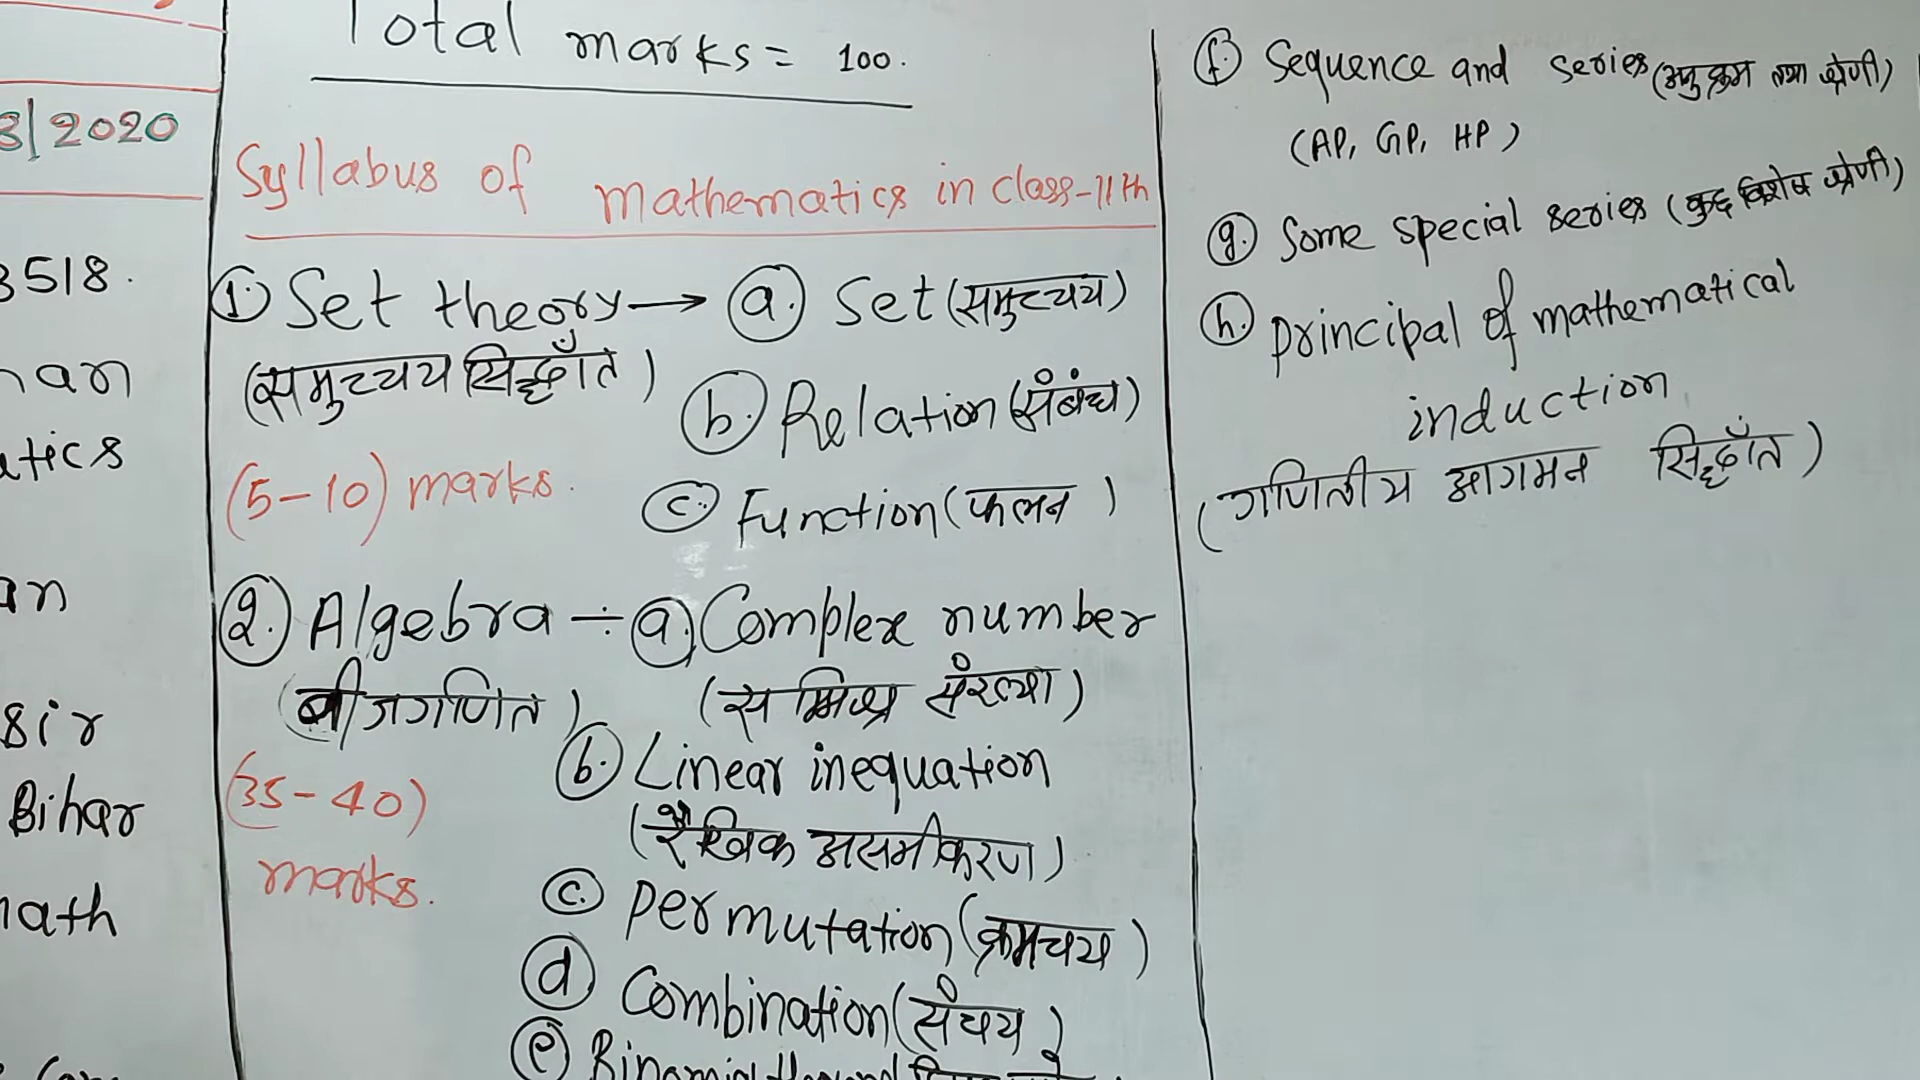 3/2020
3518.
an
atics
an
sir
Bihar
ath
Total marks = 100.
Syllabus of mathematics in class-11th
① Set theory → ⓐ. Set (समुच्चय)
(समुच्चय सिद्धाँत)
ⓑ. Relation (संबंध)
(5-10) marks.
ⓒ. Function (फलन)
②. Algebra ÷ ⓐ. Complex number
(बीजगणित)
(सम्मिश्र संख्या)
ⓑ. Linear inequation
(35-40)
(रैखिक असमीकरण)
marks.
ⓒ. permutation (क्रमचय)
ⓓ Combination (संचय)
ⓔ Binomial
ⓕ. Sequence and series (अनुक्रम तथा श्रेणी)
(AP, GP, HP)
ⓖ. Some special series (कुछ विशेष श्रेणी)
ⓗ. principal of mathematical
induction
(गणितीय आगमन सिद्धाँत)